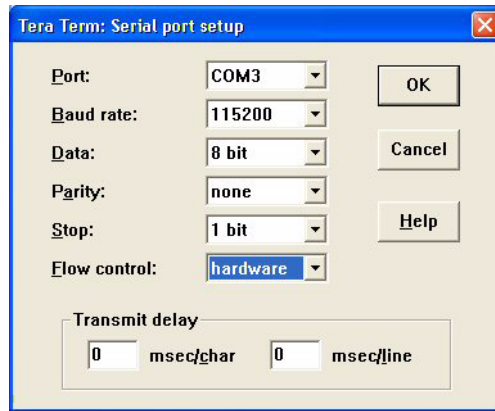 Tera Term: Serial port setup
Port: COM3
OK
Baud rate: 115200
Data: 8 bit
Cancel
Parity: none
Stop: 1 bit
Help
Flow control: hardware
Transmit delay
0 msec/char 0 msec/line